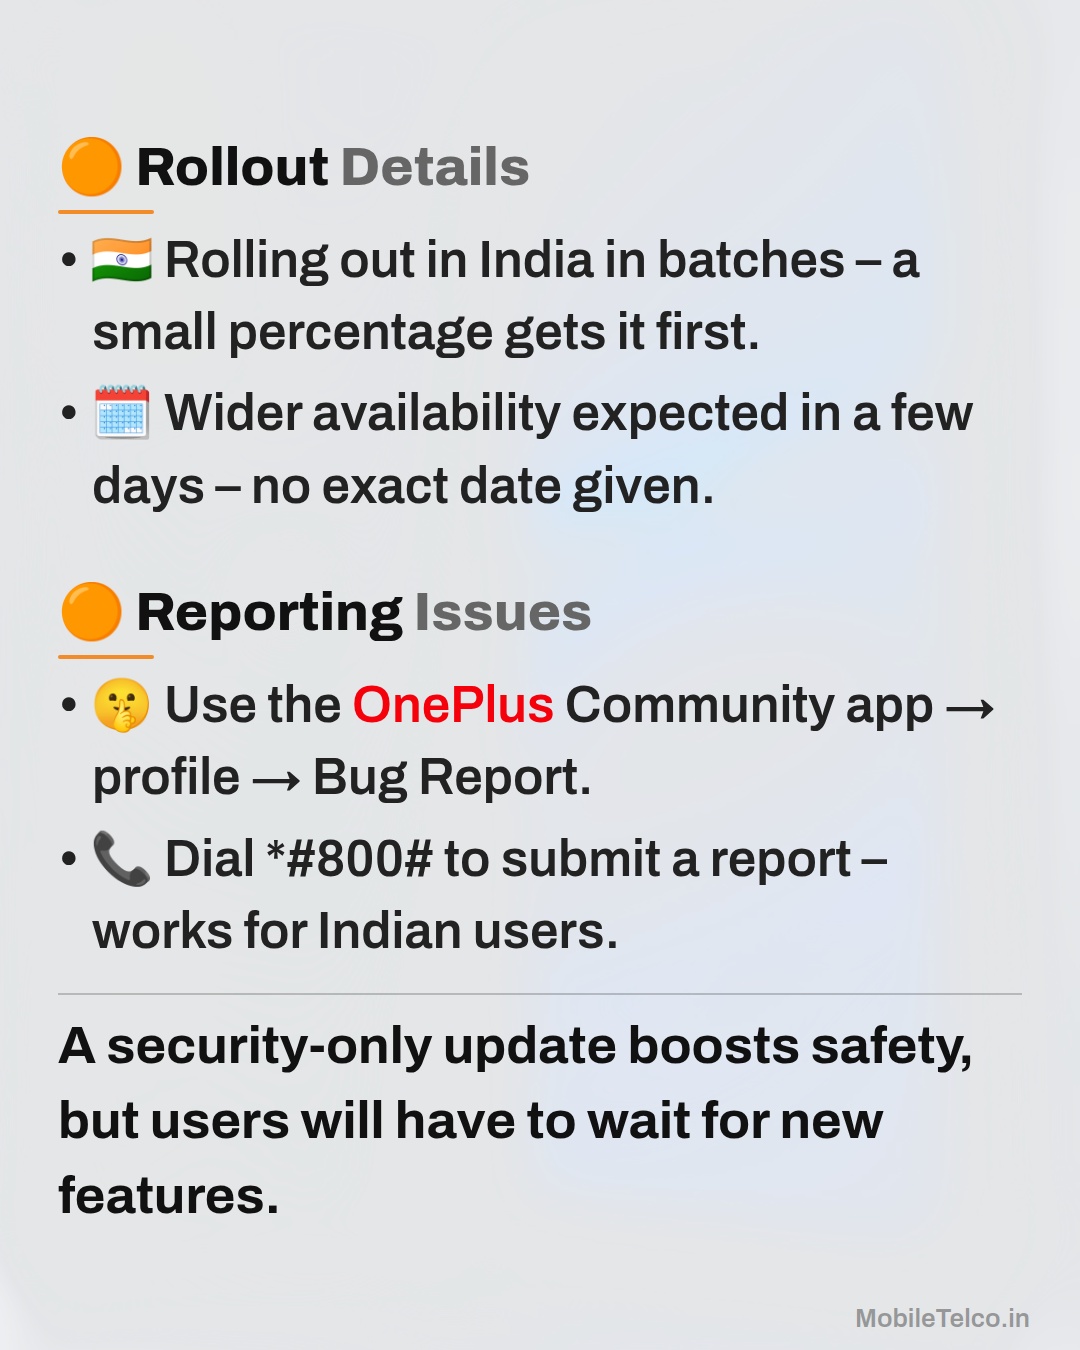 🟠 Rollout Details
• 🇮🇳 Rolling out in India in batches – a
small percentage gets it first.
• 🗓️ Wider availability expected in a few
days – no exact date given.
🟠 Reporting Issues
• 🤫 Use the OnePlus Community app →
profile → Bug Report.
• 📞 Dial *#800# to submit a report –
works for Indian users.
A security-only update boosts safety,
but users will have to wait for new
features.
MobileTelco.in